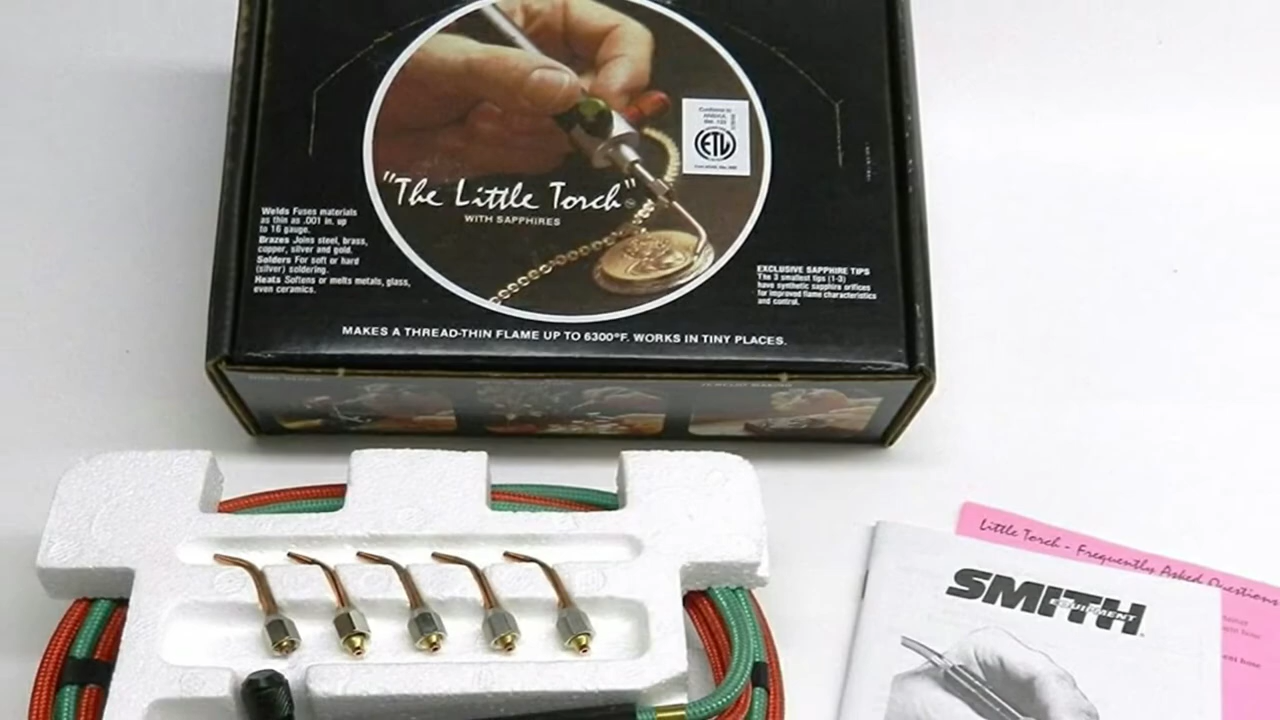 Conforms to
ETL
"The Little Torch"
WITH SAPPHIRES
Welds Fuses materials
as thin as .001 in. up
to 16 gauge.
Brazes Joins steel, brass,
copper, silver and gold.
Solders For soft or hard
(silver) soldering.
Heats Softens or melts metals, glass,
even ceramics.
EXCLUSIVE SAPPHIRE TIPS
The 3 smallest tips (1-3)
have synthetic sapphire orifices
for improved flame characteristics
and control.
MAKES A THREAD-THIN FLAME UP TO 6300°F. WORKS IN TINY PLACES.
Little Torch - Frequently Asked Questions
SMITH
EQUIPMENT